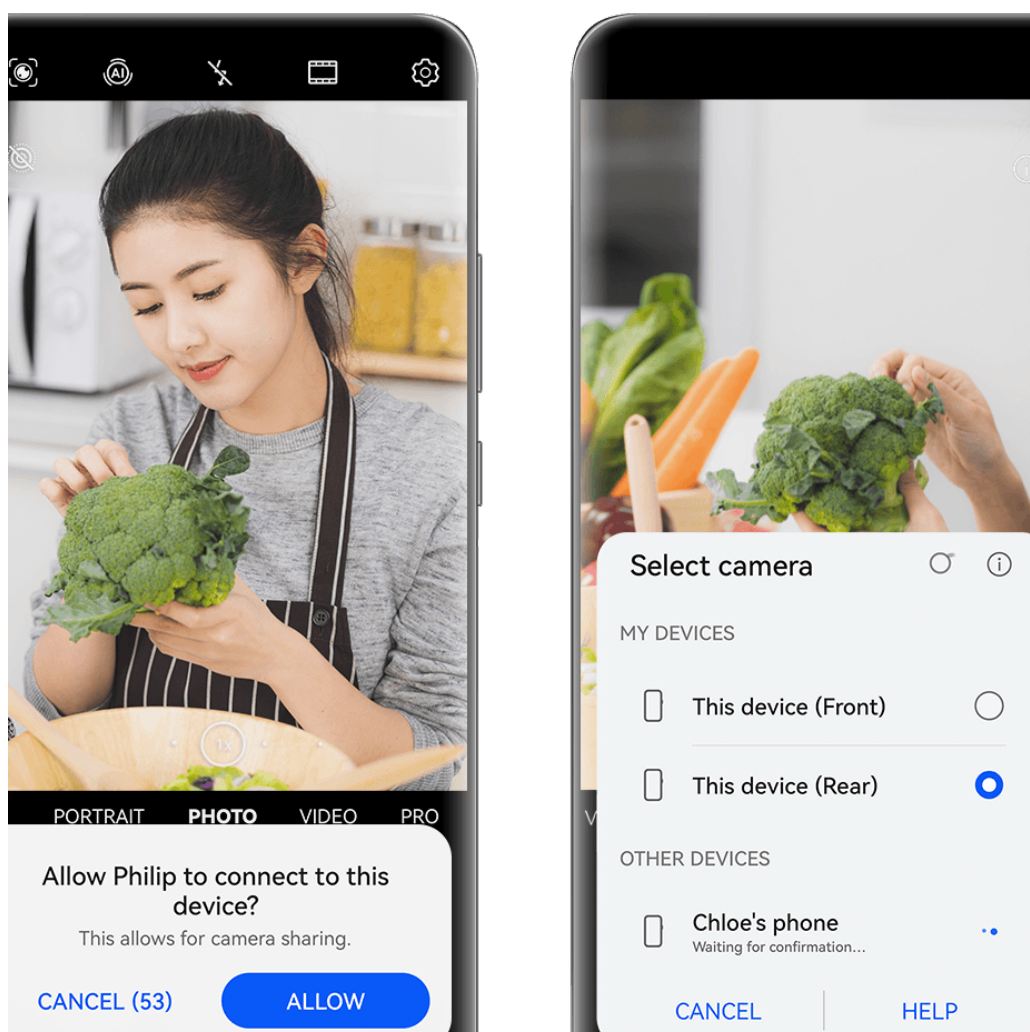 AI
1x
PORTRAIT PHOTO VIDEO PRO
Allow Philip to connect to this
device?
This allows for camera sharing.
CANCEL (53) ALLOW
Select camera
MY DEVICES
This device (Front)
This device (Rear)
OTHER DEVICES
Chloe's phone
Waiting for confirmation...
CANCEL HELP